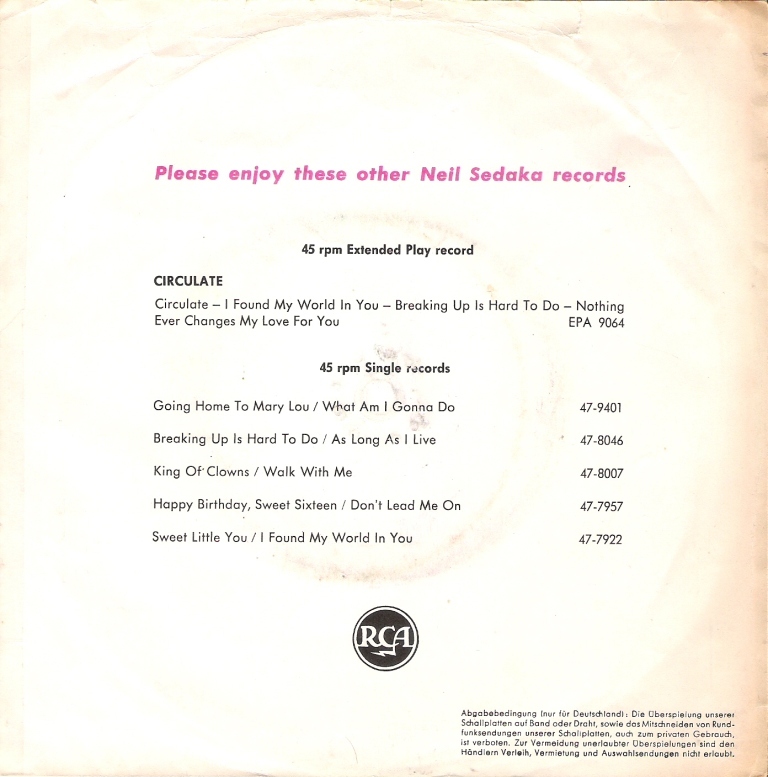 Please enjoy these other Neil Sedaka records
45 rpm Extended Play record
CIRCULATE
Circulate – I Found My World In You – Breaking Up Is Hard To Do – Nothing
Ever Changes My Love For You EPA 9064
45 rpm Single records
Going Home To Mary Lou / What Am I Gonna Do 47-9401
Breaking Up Is Hard To Do / As Long As I Live 47-8046
King Of Clowns / Walk With Me 47-8007
Happy Birthday, Sweet Sixteen / Don't Lead Me On 47-7957
Sweet Little You / I Found My World In You 47-7922
RCA
Abgabebedingung (nur für Deutschland): Die Überspielung unserer
Schallplatten auf Band oder Draht, sowie das Mitschneiden von Rund-
funksendungen unserer Schallplatten, auch zum privaten Gebrauch,
ist verboten. Zur Vermeidung unerlaubter Überspielungen sind den
Händlern Verleih, Vermietung und Auswahlsendungen nicht erlaubt.